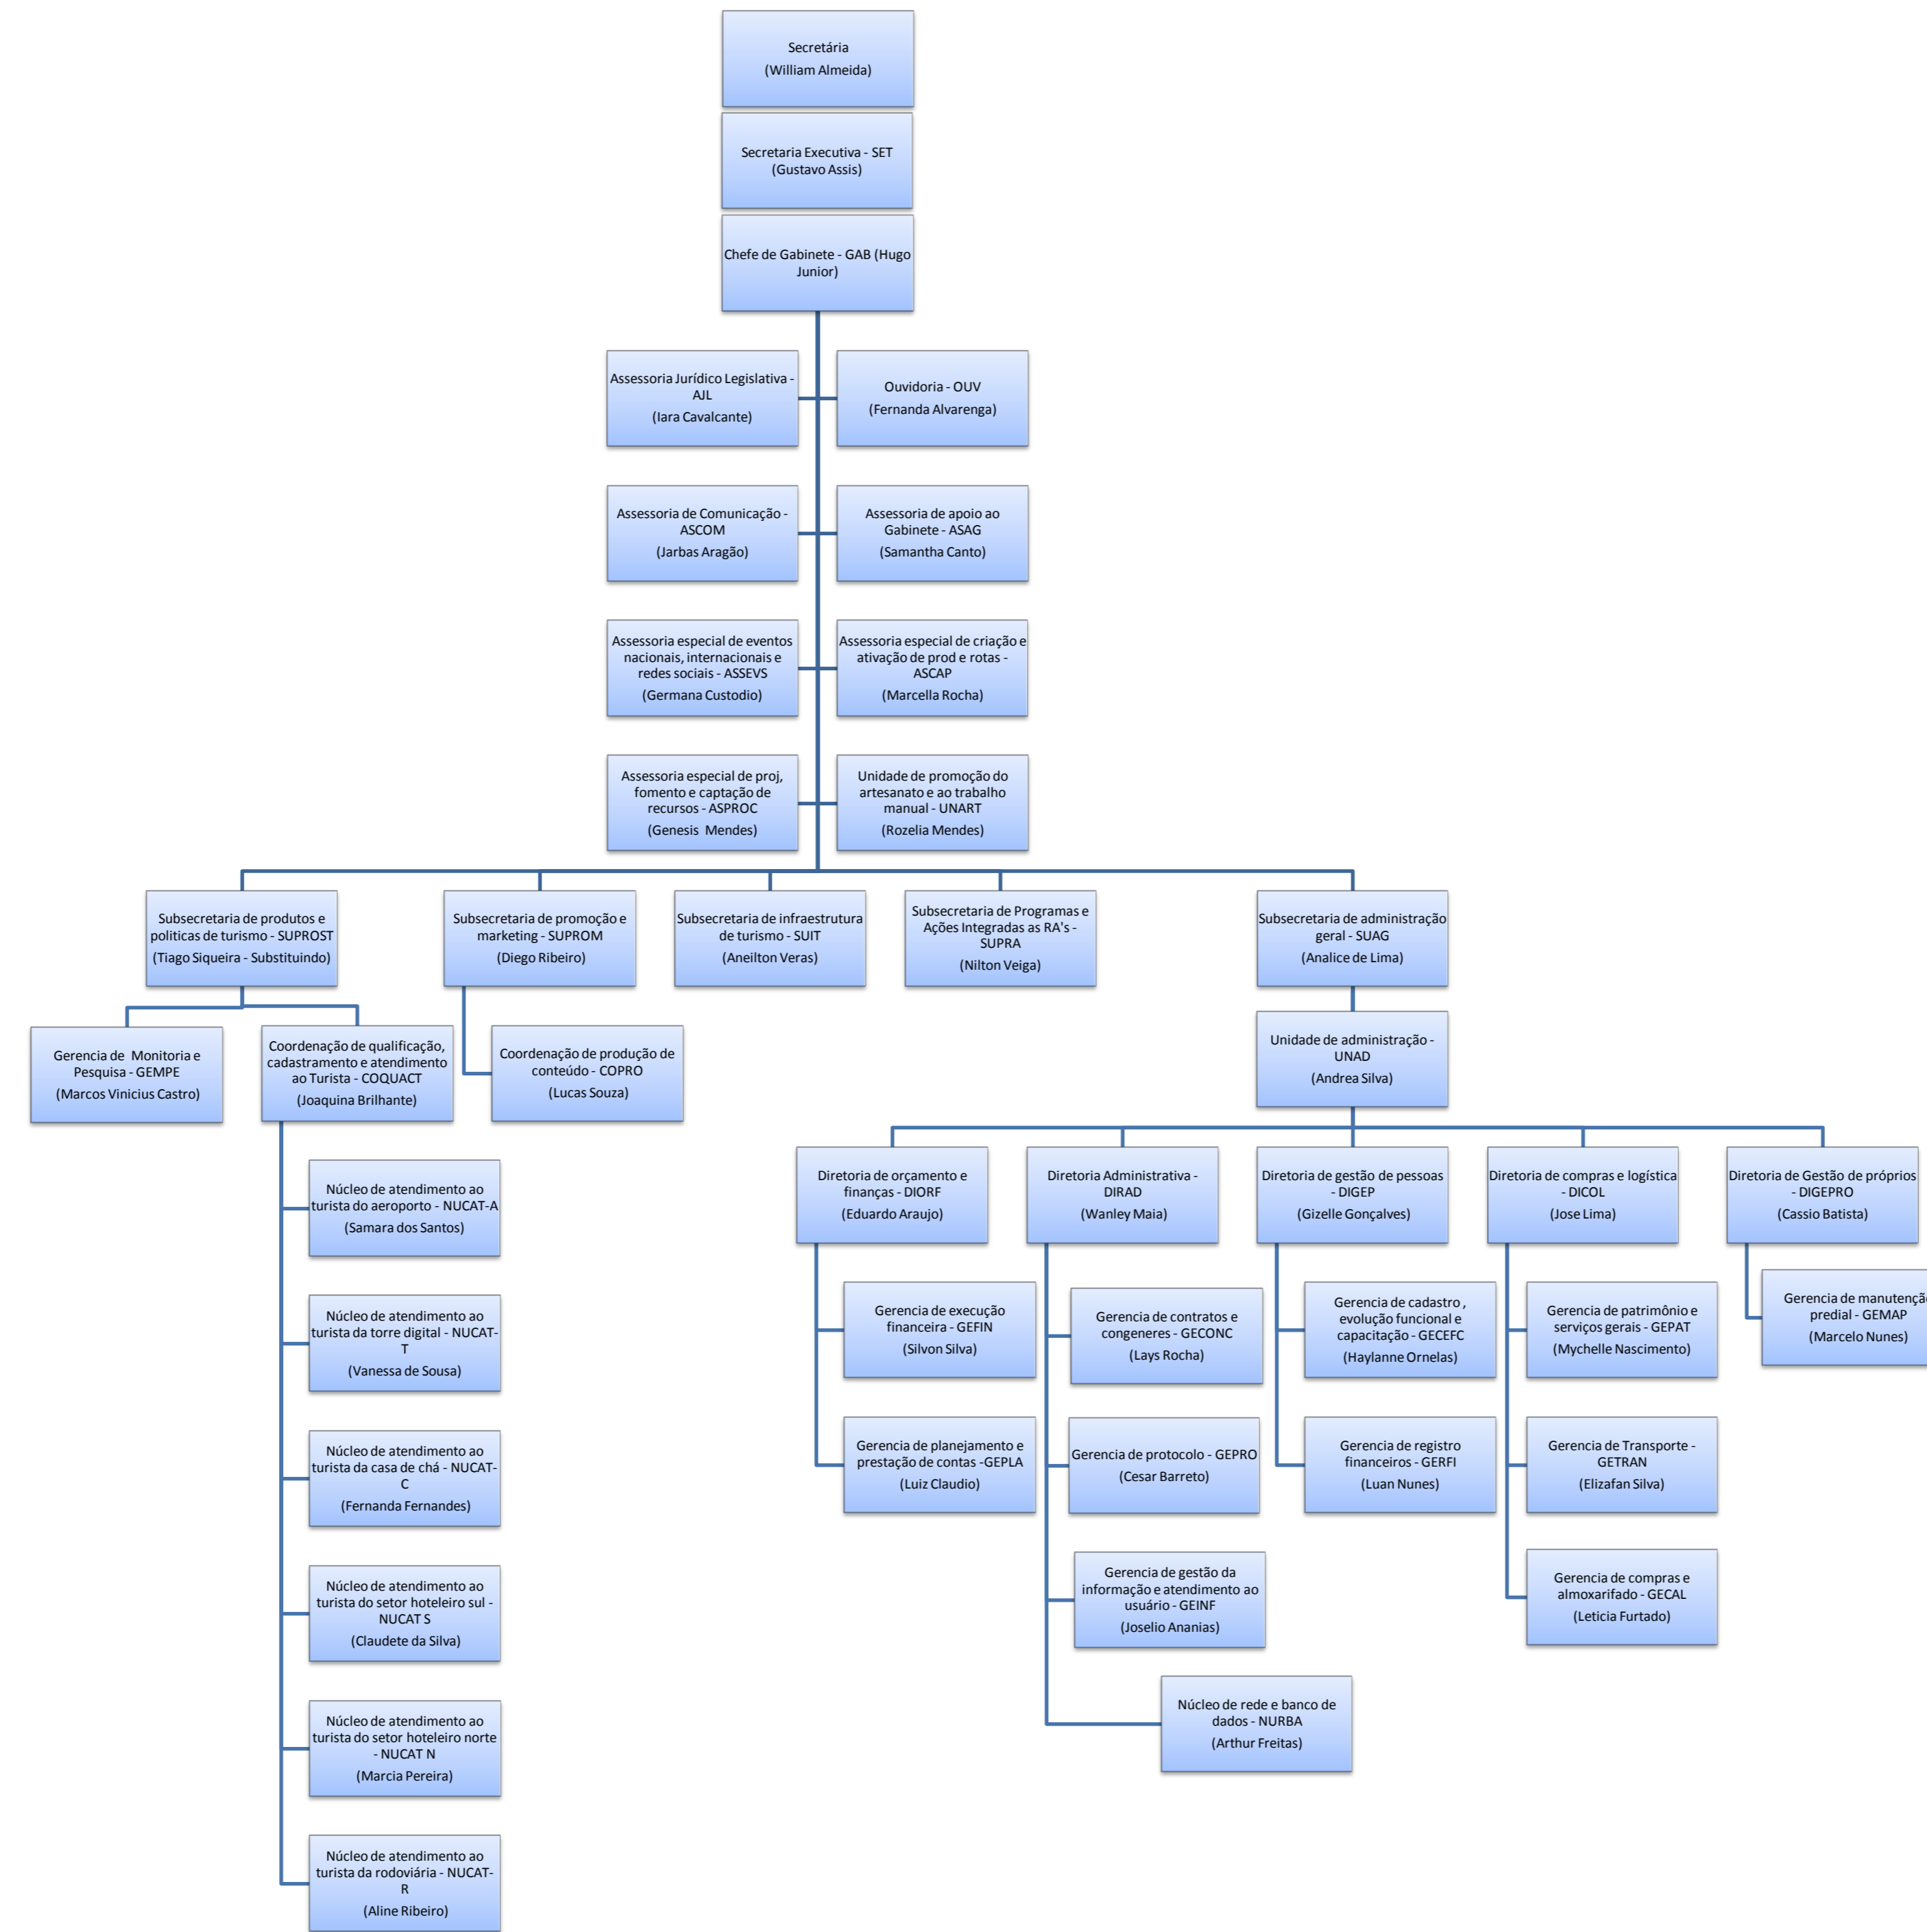 Secretária
(William Almeida)
Secretaria Executiva - SET
(Gustavo Assis)
Chefe de Gabinete - GAB (Hugo
Junior)
Assessoria Jurídico Legislativa -
AJL
(Iara Cavalcante)
Ouvidoria - OUV
(Fernanda Alvarenga)
Assessoria de Comunicação -
ASCOM
(Jarbas Aragão)
Assessoria de apoio ao
Gabinete - ASAG
(Samantha Canto)
Assessoria especial de eventos
nacionais, internacionais e
redes sociais - ASSEVS
(Germana Custodio)
Assessoria especial de criação e
ativação de prod e rotas -
ASCAP
(Marcella Rocha)
Assessoria especial de proj,
fomento e captação de
recursos - ASPROC
(Genesis  Mendes)
Unidade de promoção do
artesanato e ao trabalho
manual - UNART
(Rozelia Mendes)
Subsecretaria de produtos e
politicas de turismo - SUPROST
(Tiago Siqueira - Substituindo)
Subsecretaria de promoção e
marketing - SUPROM
(Diego Ribeiro)
Subsecretaria de infraestrutura
de turismo - SUIT
(Aneilton Veras)
Subsecretaria de Programas e
Ações Integradas as RA's -
SUPRA
(Nilton Veiga)
Subsecretaria de administração
geral - SUAG
(Analice de Lima)
Gerencia de  Monitoria e
Pesquisa - GEMPE
(Marcos Vinicius Castro)
Coordenação de qualificação,
cadastramento e atendimento
ao Turista - COQUACT
(Joaquina Brilhante)
Coordenação de produção de
conteúdo - COPRO
(Lucas Souza)
Unidade de administração -
UNAD
(Andrea Silva)
Núcleo de atendimento ao
turista do aeroporto - NUCAT-A
(Samara dos Santos)
Núcleo de atendimento ao
turista da torre digital - NUCAT-
T
(Vanessa de Sousa)
Núcleo de atendimento ao
turista da casa de chá - NUCAT-
C
(Fernanda Fernandes)
Núcleo de atendimento ao
turista do setor hoteleiro sul -
NUCAT S
(Claudete da Silva)
Núcleo de atendimento ao
turista do setor hoteleiro norte
- NUCAT N
(Marcia Pereira)
Núcleo de atendimento ao
turista da rodoviária - NUCAT-
R
(Aline Ribeiro)
Diretoria de orçamento e
finanças - DIORF
(Eduardo Araujo)
Gerencia de execução
financeira - GEFIN
(Silvon Silva)
Gerencia de planejamento e
prestação de contas -GEPLA
(Luiz Claudio)
Diretoria Administrativa -
DIRAD
(Wanley Maia)
Gerencia de contratos e
congeneres - GECONC
(Lays Rocha)
Gerencia de protocolo - GEPRO
(Cesar Barreto)
Gerencia de gestão da
informação e atendimento ao
usuário - GEINF
(Joselio Ananias)
Núcleo de rede e banco de
dados - NURBA
(Arthur Freitas)
Diretoria de gestão de pessoas
- DIGEP
(Gizelle Gonçalves)
Gerencia de cadastro ,
evolução funcional e
capacitação - GECEFC
(Haylanne Ornelas)
Gerencia de registro
financeiros - GERFI
(Luan Nunes)
Diretoria de compras e logística
- DICOL
(Jose Lima)
Gerencia de patrimônio e
serviços gerais - GEPAT
(Mychelle Nascimento)
Gerencia de Transporte -
GETRAN
(Elizafan Silva)
Gerencia de compras e
almoxarifado - GECAL
(Leticia Furtado)
Diretoria de Gestão de próprios
- DIGEPRO
(Cassio Batista)
Gerencia de manutenção
predial - GEMAP
(Marcelo Nunes)